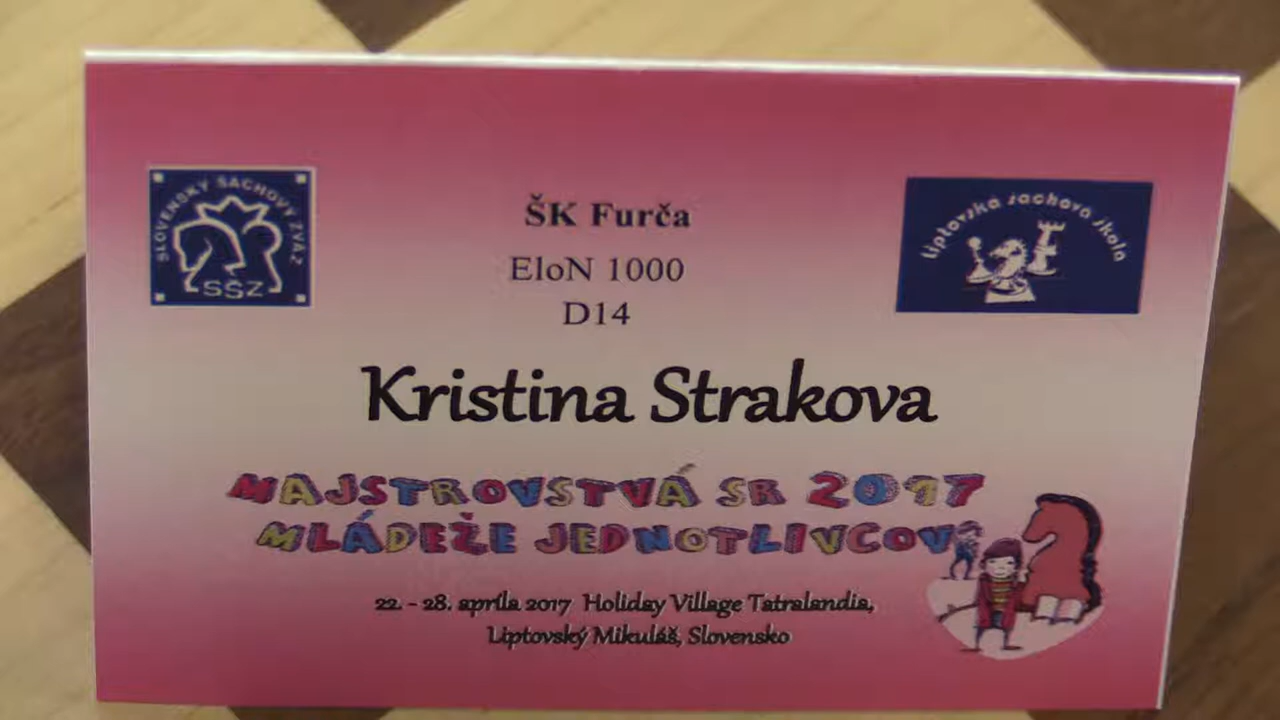 SLOVENSKÝ ŠACHOVÝ ZVÄZ
SŠZ
ŠK Furča
EloN 1000
D14
Liptovská šachová škola
Kristina Strakova
MAJSTROVSTVÁ SR 2017
MLÁDEŽE JEDNOTLIVCOV
22. - 28. apríla 2017 Holiday Village Tatralandia,
Liptovský Mikuláš, Slovensko